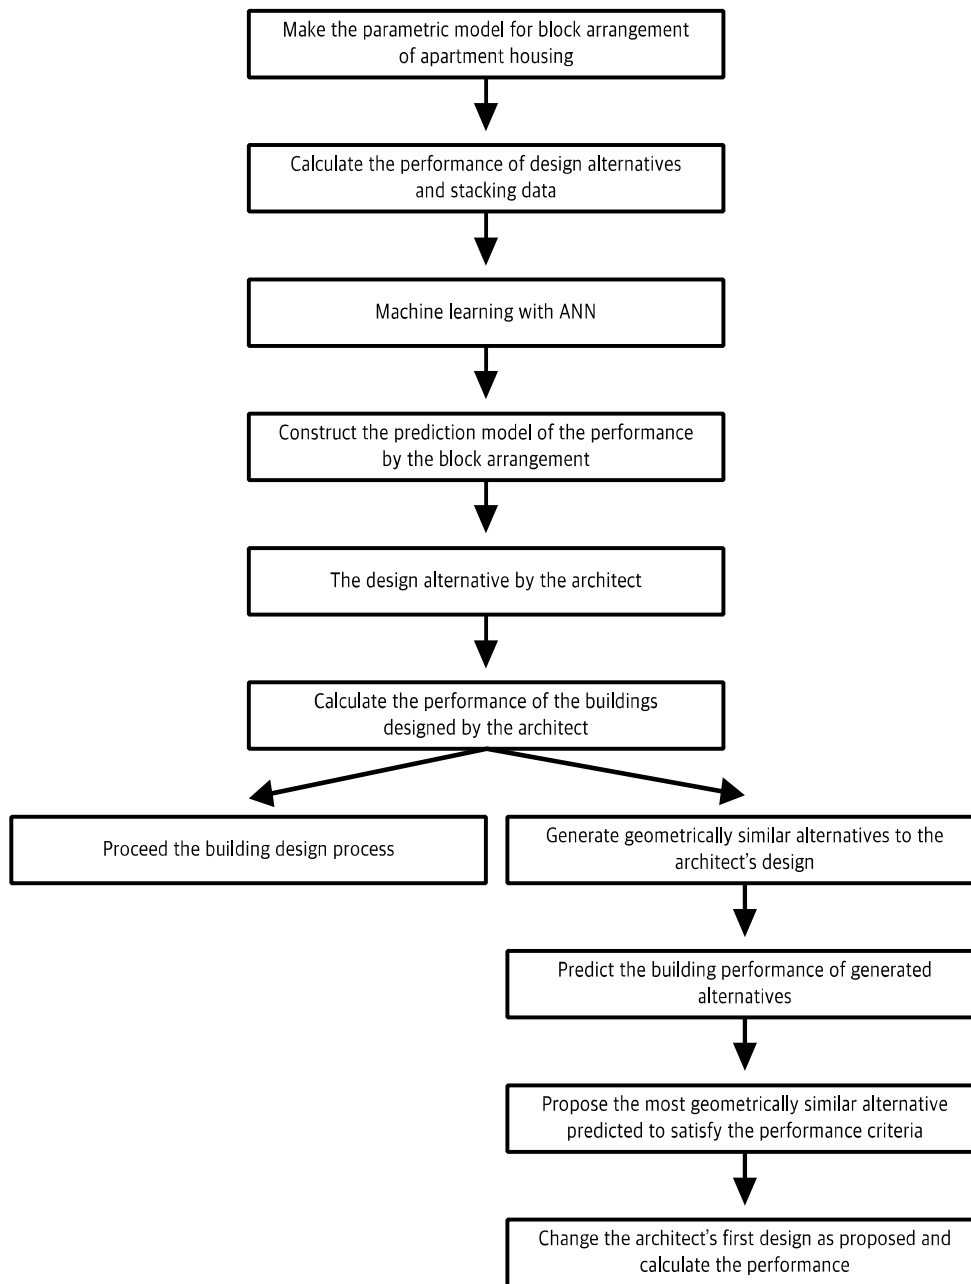 Make the parametric model for block arrangement
of apartment housing
Calculate the performance of design alternatives
and stacking data
Machine learning with ANN
Construct the prediction model of the performance
by the block arrangement
The design alternative by the architect
Calculate the performance of the buildings
designed by the architect
Proceed the building design process
Generate geometrically similar alternatives to the
architect’s design
Predict the building performance of generated
alternatives
Propose the most geometrically similar alternative
predicted to satisfy the performance criteria
Change the architect’s first design as proposed and
calculate the performance